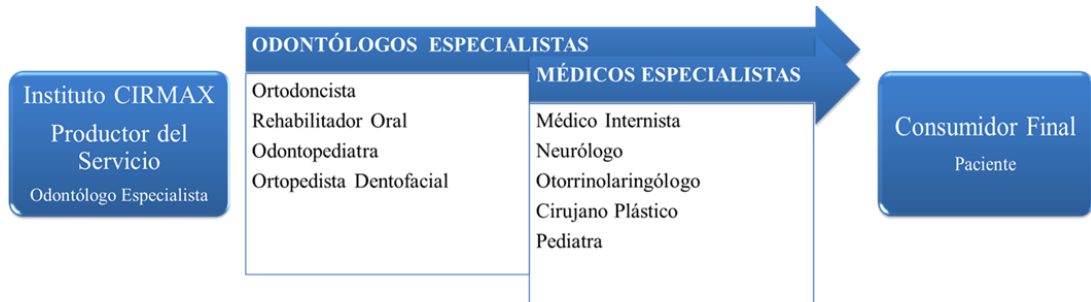 Instituto CIRMAX
Productor del
Servicio
Odontólogo Especialista
ODONTÓLOGOS ESPECIALISTAS
Ortodoncista
Rehabilitador Oral
Odontopediatra
Ortopedista Dentofacial
MÉDICOS ESPECIALISTAS
Médico Internista
Neurólogo
Otorrinolaringólogo
Cirujano Plástico
Pediatra
Consumidor Final
Paciente